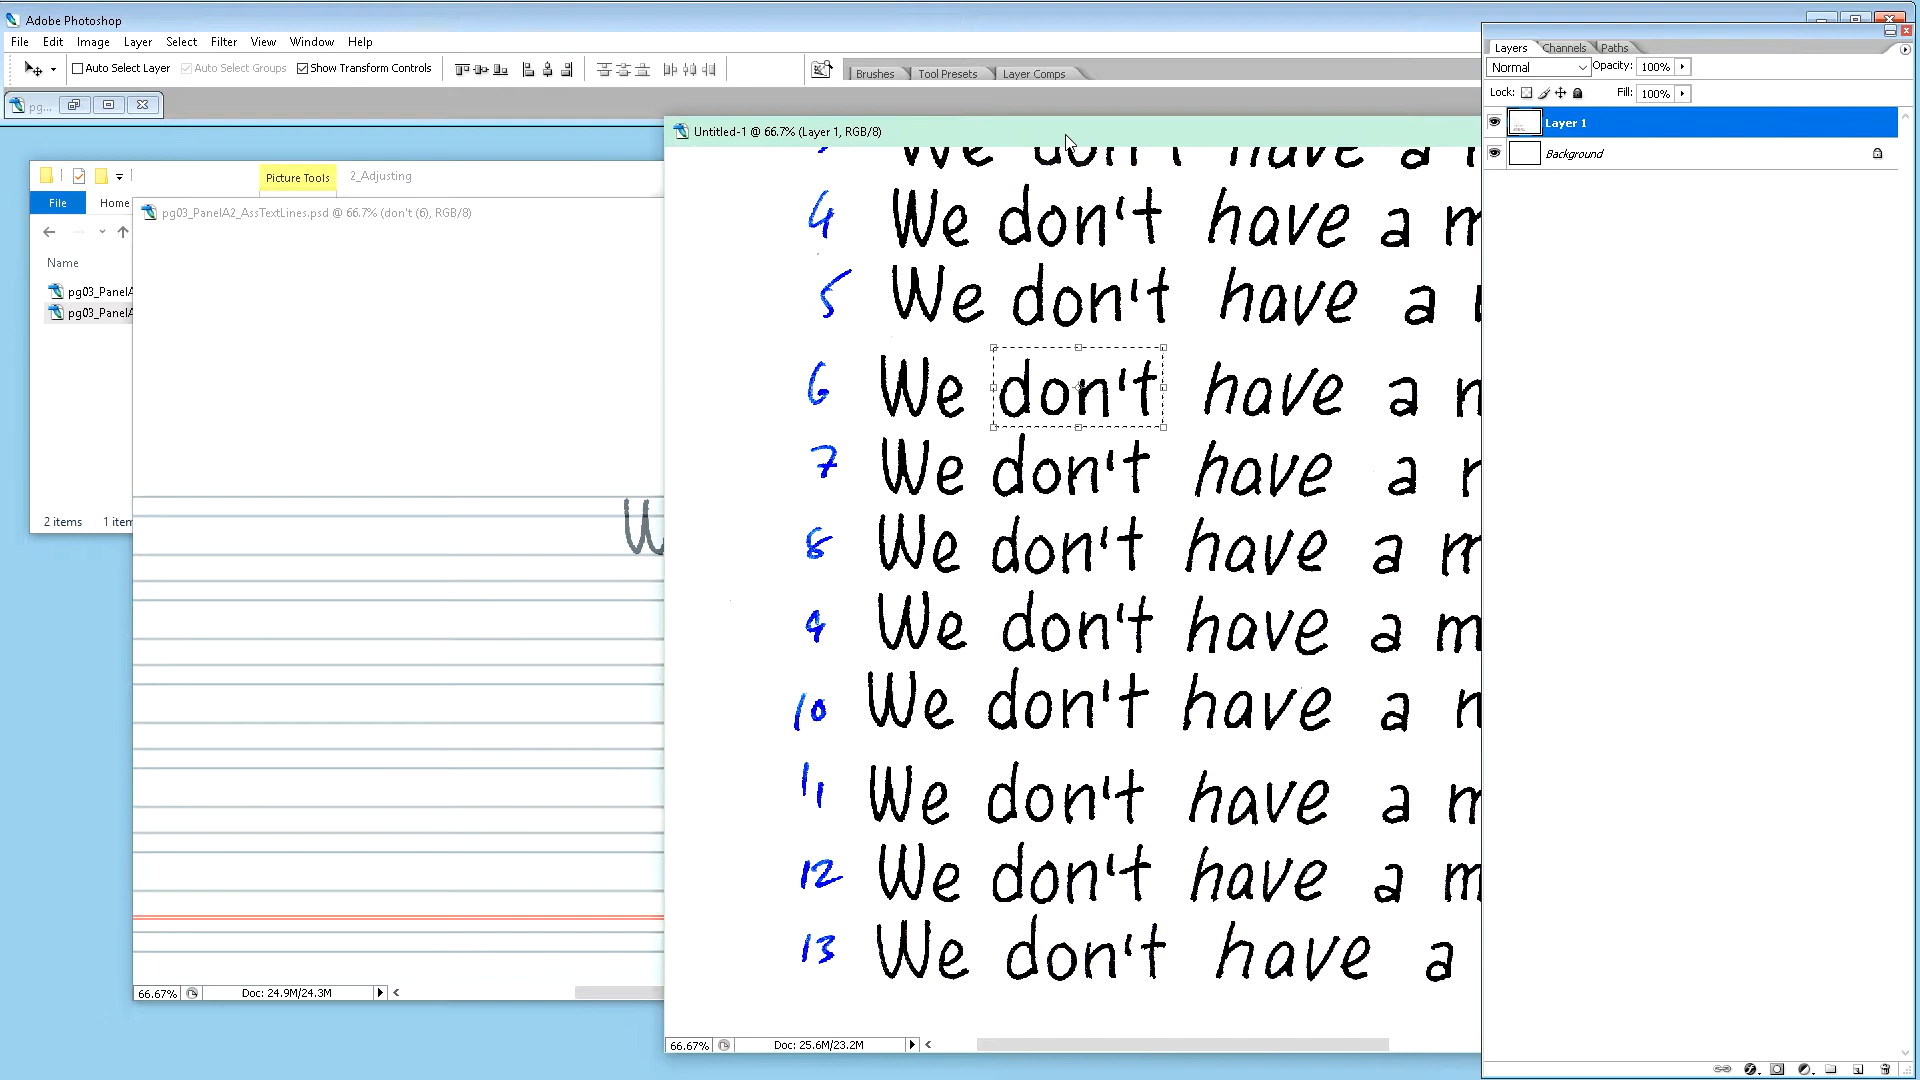 Adobe Photoshop
File Edit Image Layer Select Filter View Window Help
Auto Select Layer Auto Select Groups Show Transform Controls
Brushes Tool Presets Layer Comps
pg...
Picture Tools 2_Adjusting
File Home
Name
pg03_PanelA
pg03_PanelA
2 items 1 item
pg03_PanelA2_AssTextLines.psd @ 66.7% (don't (6), RGB/8)
66.67% Doc: 24.9M/24.3M
Untitled-1 @ 66.7% (Layer 1, RGB/8)
We don't have a
4 We don't have a m
5 We don't have a
6 We don't have a
7 We don't have a
8 We don't have a m
9 We don't have a m
10 We don't have a
11 We don't have a m
12 We don't have a m
13 We don't have a
66.67% Doc: 25.6M/23.2M
Layers Channels Paths
Normal Opacity: 100%
Lock: Fill: 100%
Layer 1
Background